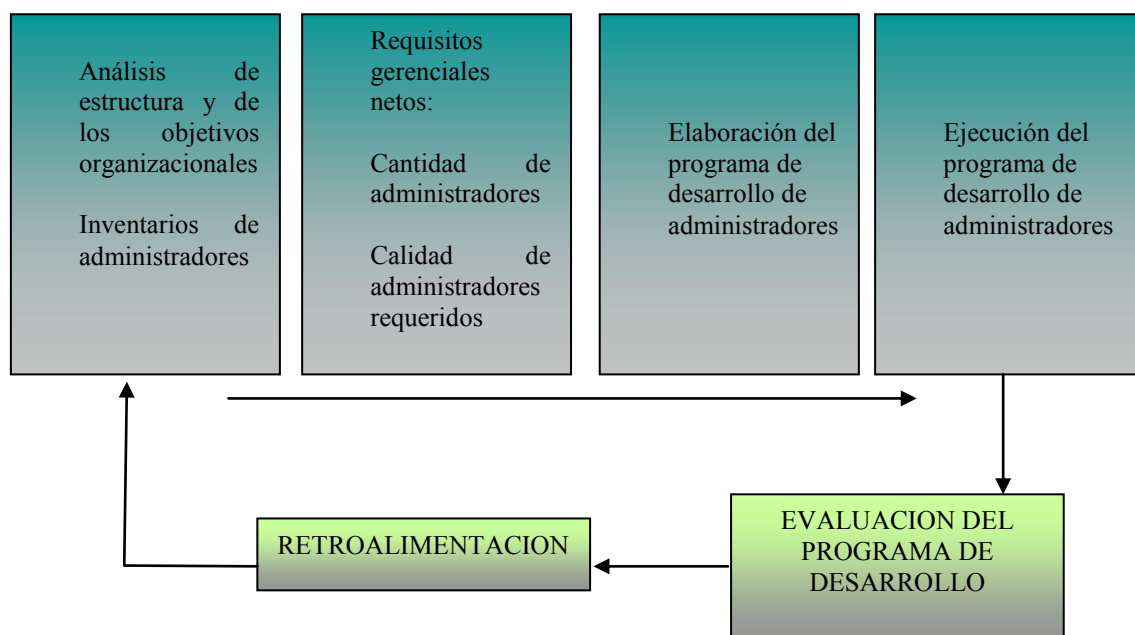 Análisis de
estructura y de
los objetivos
organizacionales
Inventarios de
administradores
Requisitos
gerenciales
netos:
Cantidad de
administradores
Calidad de
administradores
requeridos
Elaboración del
programa de
desarrollo de
administradores
Ejecución del
programa de
desarrollo de
administradores
RETROALIMENTACION
EVALUACION DEL
PROGRAMA DE
DESARROLLO